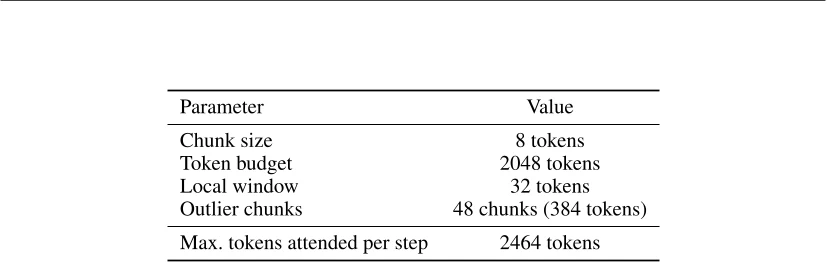 Parameter Value
Chunk size 8 tokens
Token budget 2048 tokens
Local window 32 tokens
Outlier chunks 48 chunks (384 tokens)
Max. tokens attended per step 2464 tokens